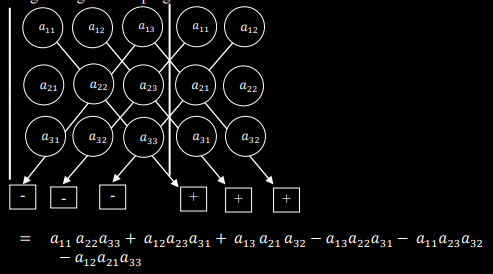 a₁₁ a₁₂ a₁₃ a₁₁ a₁₂
a₂₁ a₂₂ a₂₃ a₂₁ a₂₂
a₃₁ a₃₂ a₃₃ a₃₁ a₃₂
- - - + + +
= a₁₁ a₂₂a₃₃ + a₁₂a₂₃a₃₁ + a₁₃ a₂₁ a₃₂ − a₁₃a₂₂a₃₁ − a₁₁a₂₃a₃₂
− a₁₂a₂₁a₃₃